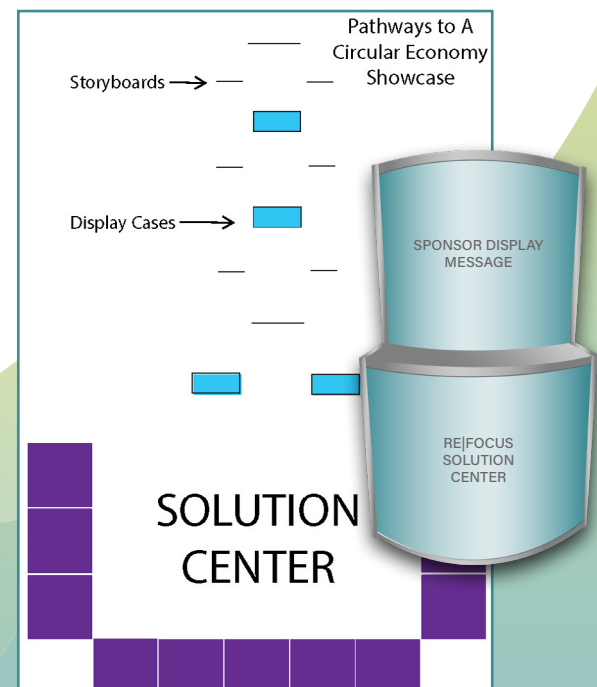 Pathways to A
Circular Economy
Showcase
Storyboards
Display Cases
SPONSOR DISPLAY
MESSAGE
RE|FOCUS
SOLUTION
CENTER
SOLUTION
CENTER